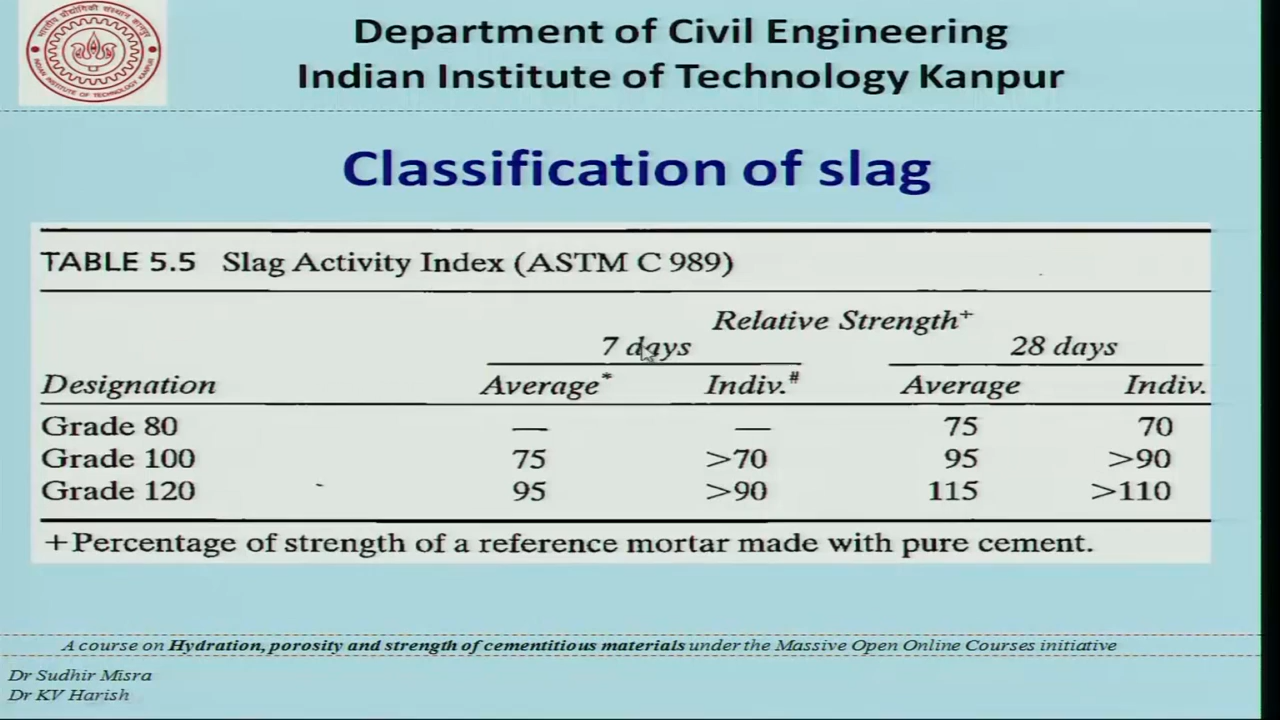 Department of Civil Engineering
Indian Institute of Technology Kanpur
Classification of slag
TABLE 5.5 Slag Activity Index (ASTM C 989)
Relative Strength+
7 days 28 days
Designation Average* Indiv.# Average Indiv.
Grade 80 — — 75 70
Grade 100 75 >70 95 >90
Grade 120 95 >90 115 >110
+Percentage of strength of a reference mortar made with pure cement.
A course on Hydration, porosity and strength of cementitious materials under the Massive Open Online Courses initiative
Dr Sudhir Misra
Dr KV Harish